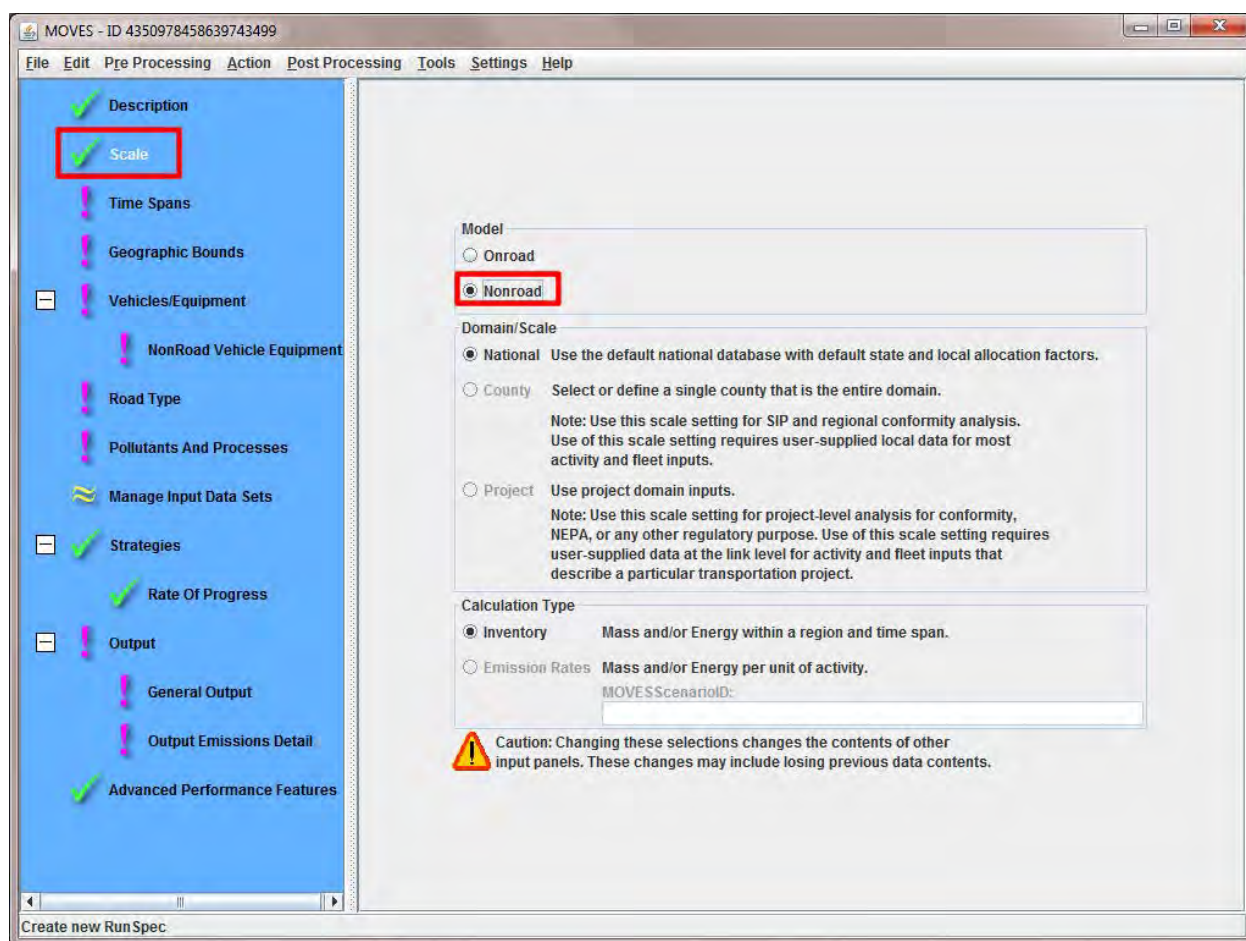 MOVES - ID 4350978458639743499
File Edit Pre Processing Action Post Processing Tools Settings Help
Description
Scale
Time Spans
Geographic Bounds
Vehicles/Equipment
NonRoad Vehicle Equipment
Road Type
Pollutants And Processes
Manage Input Data Sets
Strategies
Rate Of Progress
Output
General Output
Output Emissions Detail
Advanced Performance Features
Model
Onroad
Nonroad
Domain/Scale
National Use the default national database with default state and local allocation factors.
County Select or define a single county that is the entire domain.
Note: Use this scale setting for SIP and regional conformity analysis.
Use of this scale setting requires user-supplied local data for most
activity and fleet inputs.
Project Use project domain inputs.
Note: Use this scale setting for project-level analysis for conformity,
NEPA, or any other regulatory purpose. Use of this scale setting requires
user-supplied data at the link level for activity and fleet inputs that
describe a particular transportation project.
Calculation Type
Inventory Mass and/or Energy within a region and time span.
Emission Rates Mass and/or Energy per unit of activity.
MOVESScenarioID:
Caution: Changing these selections changes the contents of other
input panels. These changes may include losing previous data contents.
Create new RunSpec